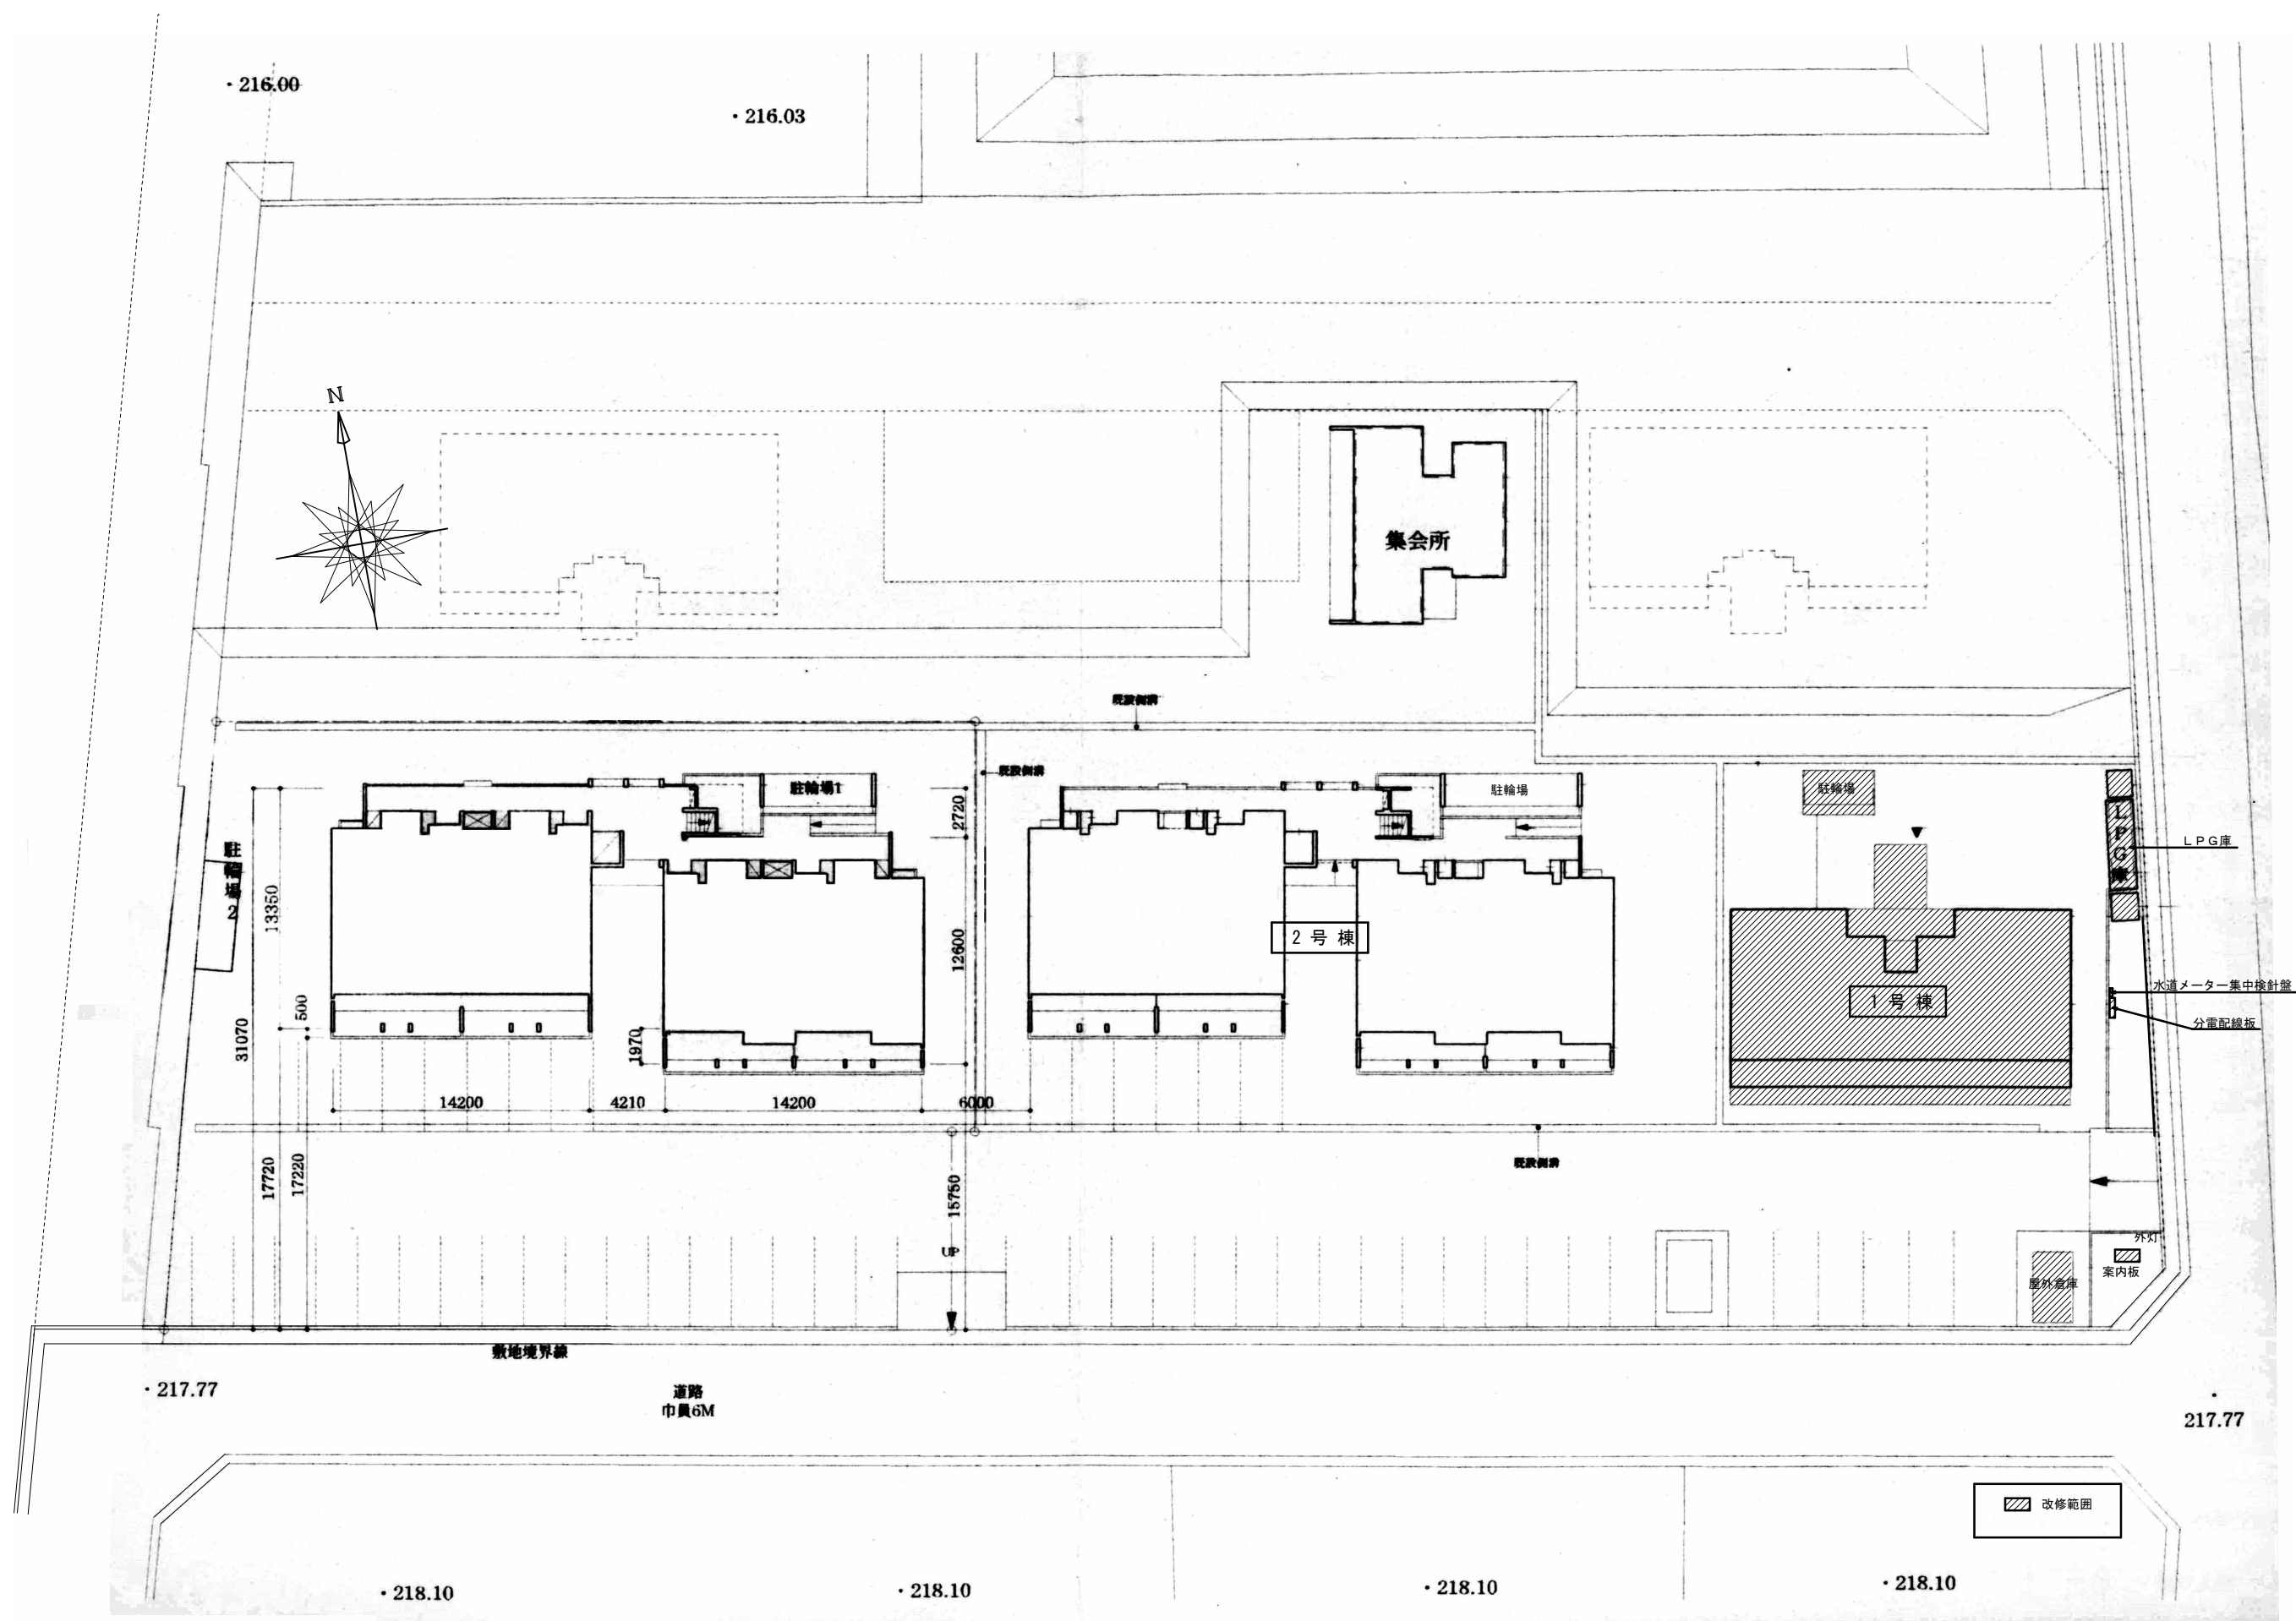 ・216.00
・216.03
N
集会所
既設側溝
既設側溝
駐輪場1
駐輪場
駐輪場
2720
LPG庫
ＬＰＧ庫
駐輪場2
13350
12600
2号棟
水道メーター集中検針盤
1号棟
500
分電配線板
31070
1970
14200
4210
14200
6000
既設側溝
17720
17220
15750
UP
外灯
案内板
屋外倉庫
敷地境界線
・217.77
道路
巾員6M
217.77
改修範囲
・218.10
・218.10
・218.10
・218.10